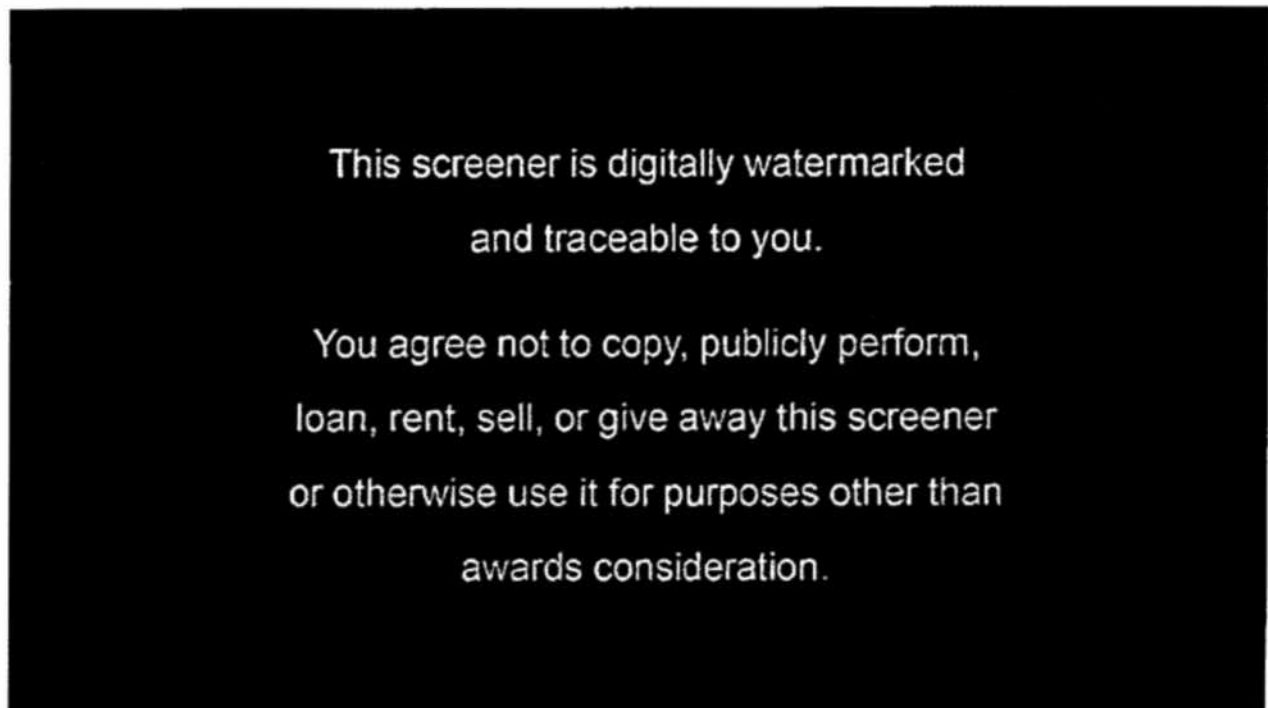 This screener is digitally watermarked
and traceable to you.
You agree not to copy, publicly perform,
loan, rent, sell, or give away this screener
or otherwise use it for purposes other than
awards consideration.